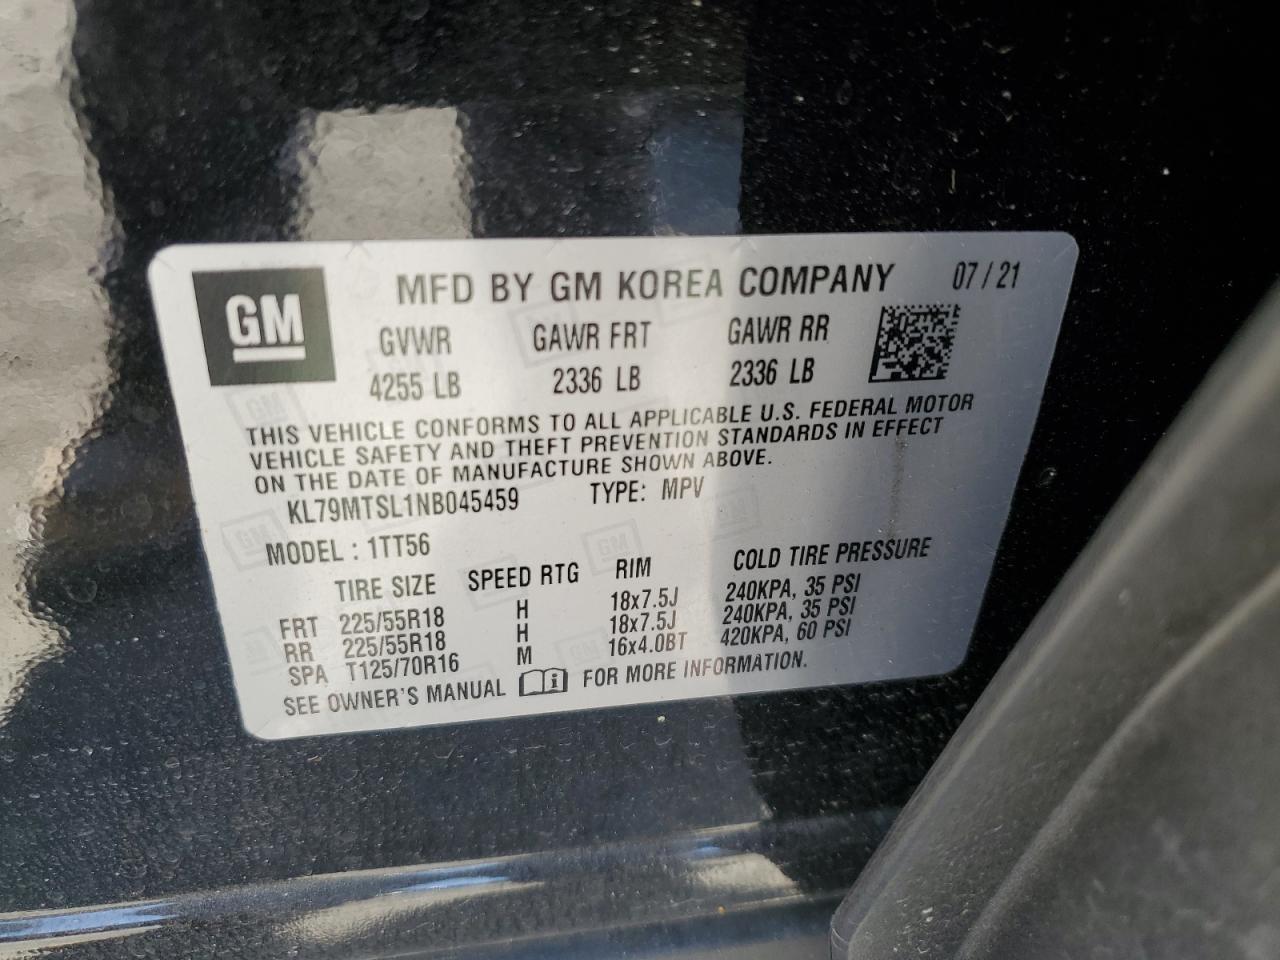 GM MFD BY GM KOREA COMPANY 07 / 21
GVWR GAWR FRT GAWR RR
4255 LB 2336 LB 2336 LB
THIS VEHICLE CONFORMS TO ALL APPLICABLE U.S. FEDERAL MOTOR
VEHICLE SAFETY AND THEFT PREVENTION STANDARDS IN EFFECT
ON THE DATE OF MANUFACTURE SHOWN ABOVE.
KL79MTSL1NB045459 TYPE: MPV
MODEL : 1TT56
TIRE SIZE SPEED RTG RIM COLD TIRE PRESSURE
FRT 225/55R18 H 18x7.5J 240KPA, 35 PSI
RR 225/55R18 H 18x7.5J 240KPA, 35 PSI
SPA T125/70R16 M 16x4.0BT 420KPA, 60 PSI
SEE OWNER'S MANUAL i FOR MORE INFORMATION.